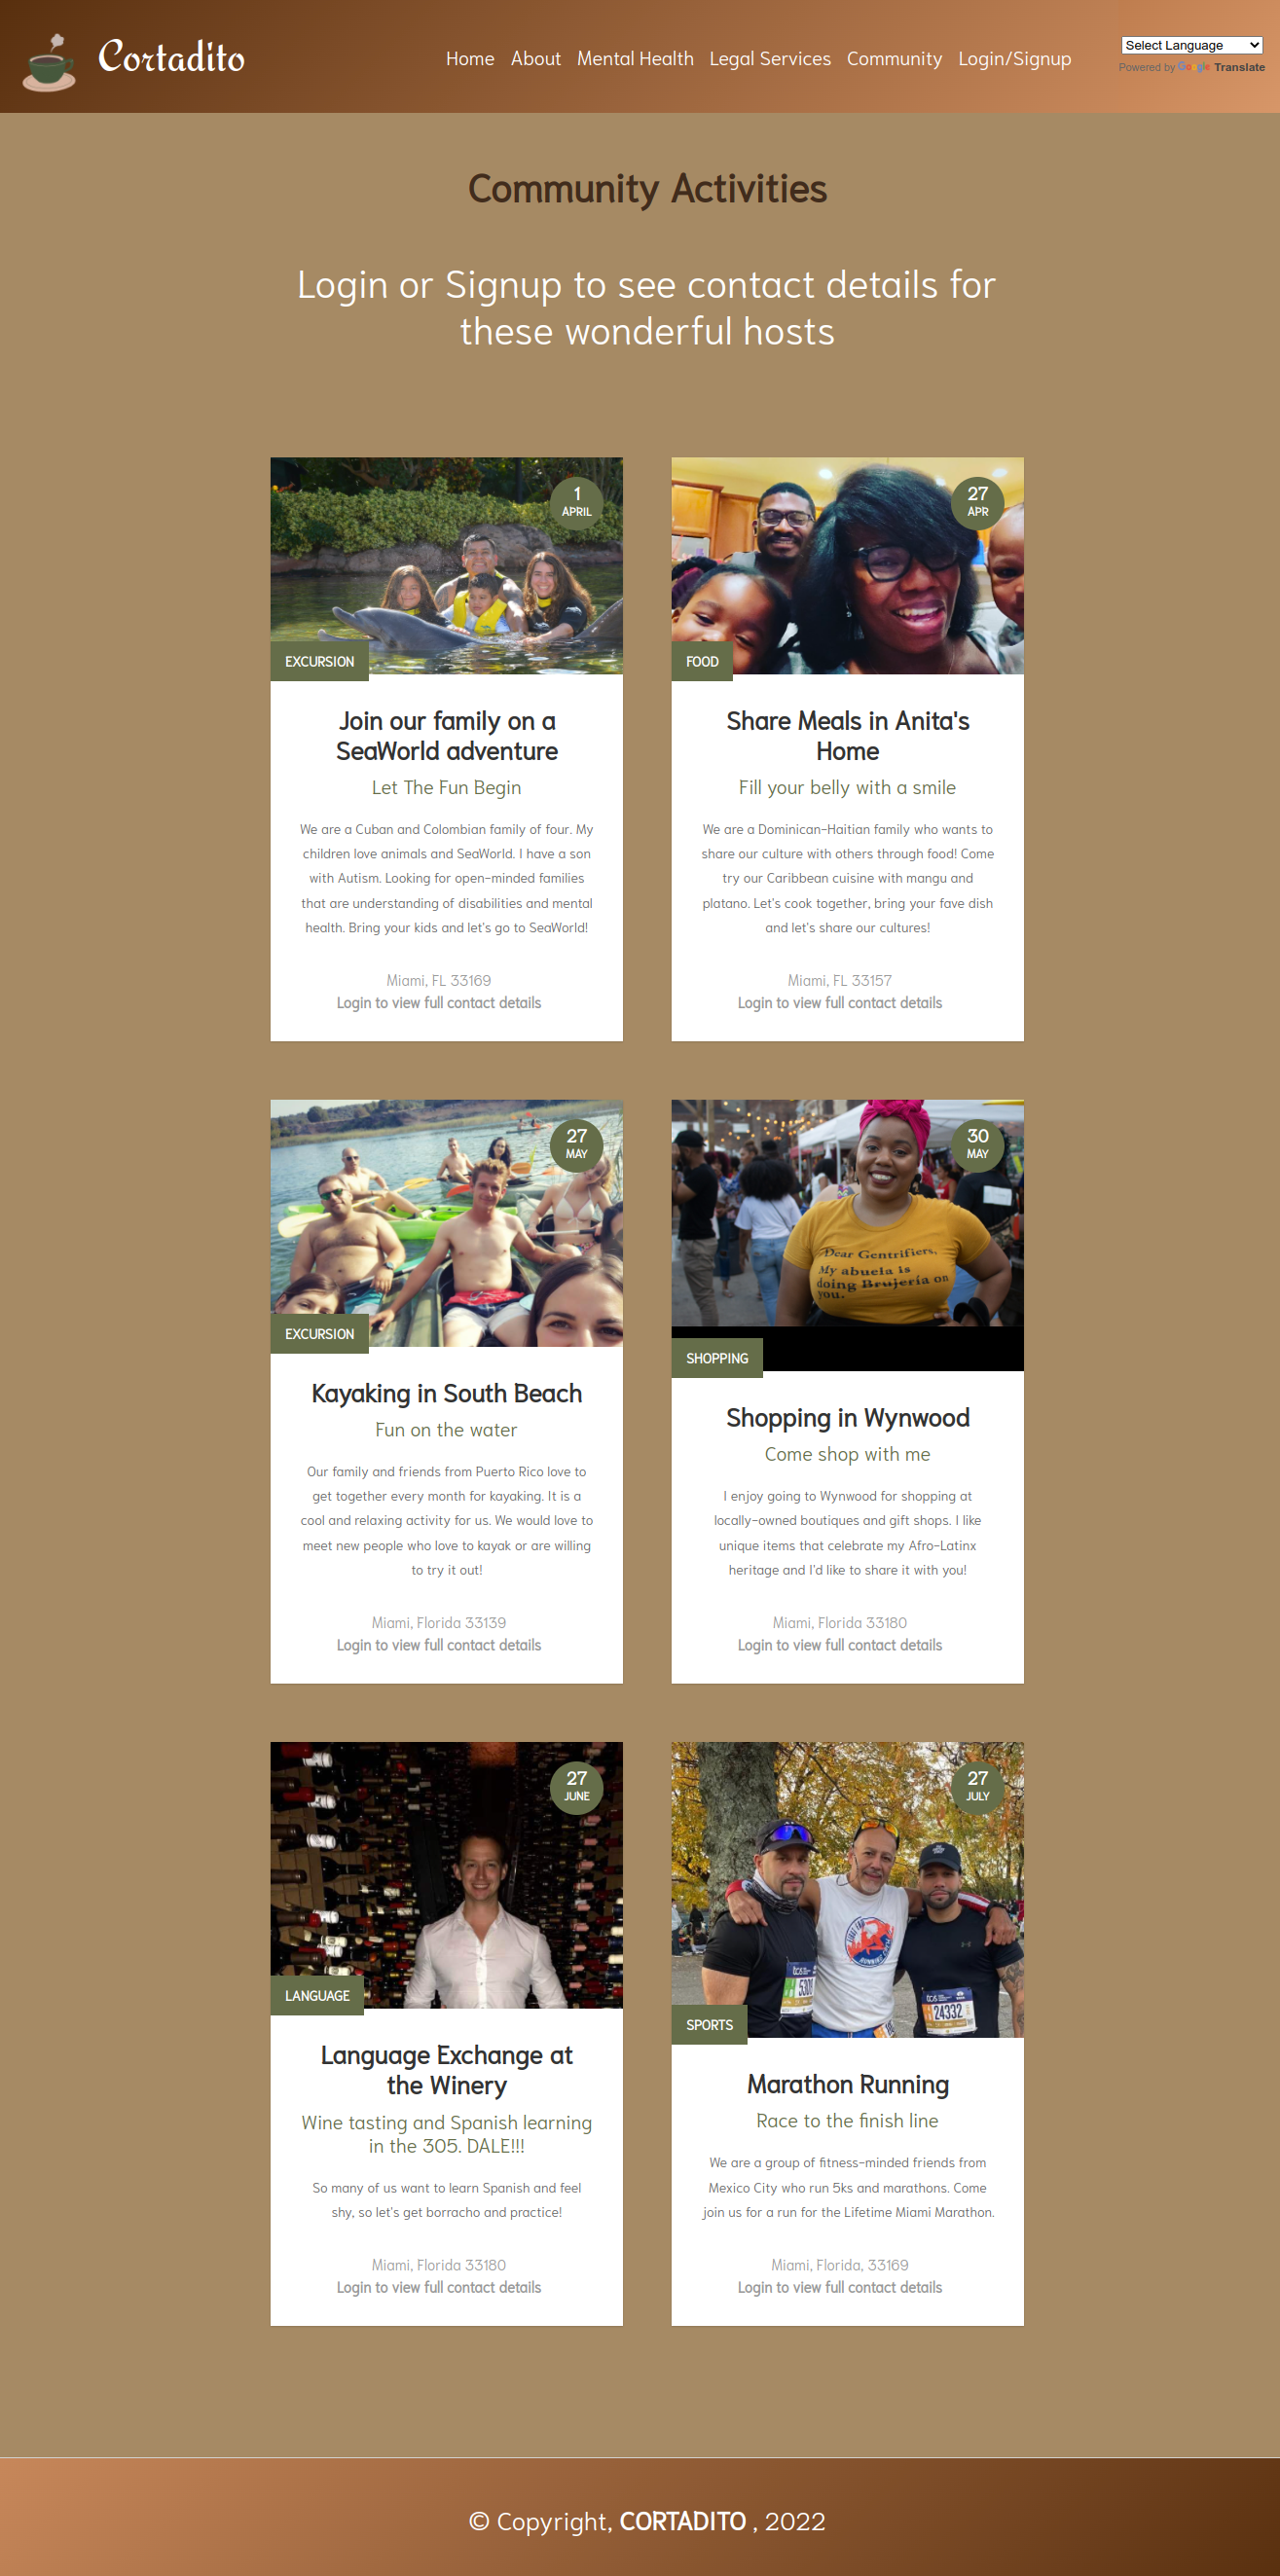 Cortadito
Home About Mental Health Legal Services Community Login/Signup
Select Language
Powered by Google Translate
Community Activities
Login or Signup to see contact details for
these wonderful hosts
1
APRIL
EXCURSION
Join our family on a
SeaWorld adventure
Let The Fun Begin
We are a Cuban and Colombian family of four. My
children love animals and SeaWorld. I have a son
with Autism. Looking for open-minded families
that are understanding of disabilities and mental
health. Bring your kids and let's go to SeaWorld!
Miami, FL 33169
Login to view full contact details
27
APR
FOOD
Share Meals in Anita's
Home
Fill your belly with a smile
We are a Dominican-Haitian family who wants to
share our culture with others through food! Come
try our Caribbean cuisine with mangu and
platano. Let's cook together, bring your fave dish
and let's share our cultures!
Miami, FL 33157
Login to view full contact details
27
MAY
EXCURSION
Kayaking in South Beach
Fun on the water
Our family and friends from Puerto Rico love to
get together every month for kayaking. It is a
cool and relaxing activity for us. We would love to
meet new people who love to kayak or are willing
to try it out!
Miami, Florida 33139
Login to view full contact details
30
MAY
Dear Gentrifiers,
My abuela is
doing Brujería on
you.
SHOPPING
Shopping in Wynwood
Come shop with me
I enjoy going to Wynwood for shopping at
locally-owned boutiques and gift shops. I like
unique items that celebrate my Afro-Latinx
heritage and I'd like to share it with you!
Miami, Florida 33180
Login to view full contact details
27
JUNE
LANGUAGE
Language Exchange at
the Winery
Wine tasting and Spanish learning
in the 305. DALE!!!
So many of us want to learn Spanish and feel
shy, so let's get borracho and practice!
Miami, Florida 33180
Login to view full contact details
27
JULY
tcs
tcs
24332
SPORTS
Marathon Running
Race to the finish line
We are a group of fitness-minded friends from
Mexico City who run 5ks and marathons. Come
join us for a run for the Lifetime Miami Marathon.
Miami, Florida, 33169
Login to view full contact details
© Copyright, CORTADITO , 2022